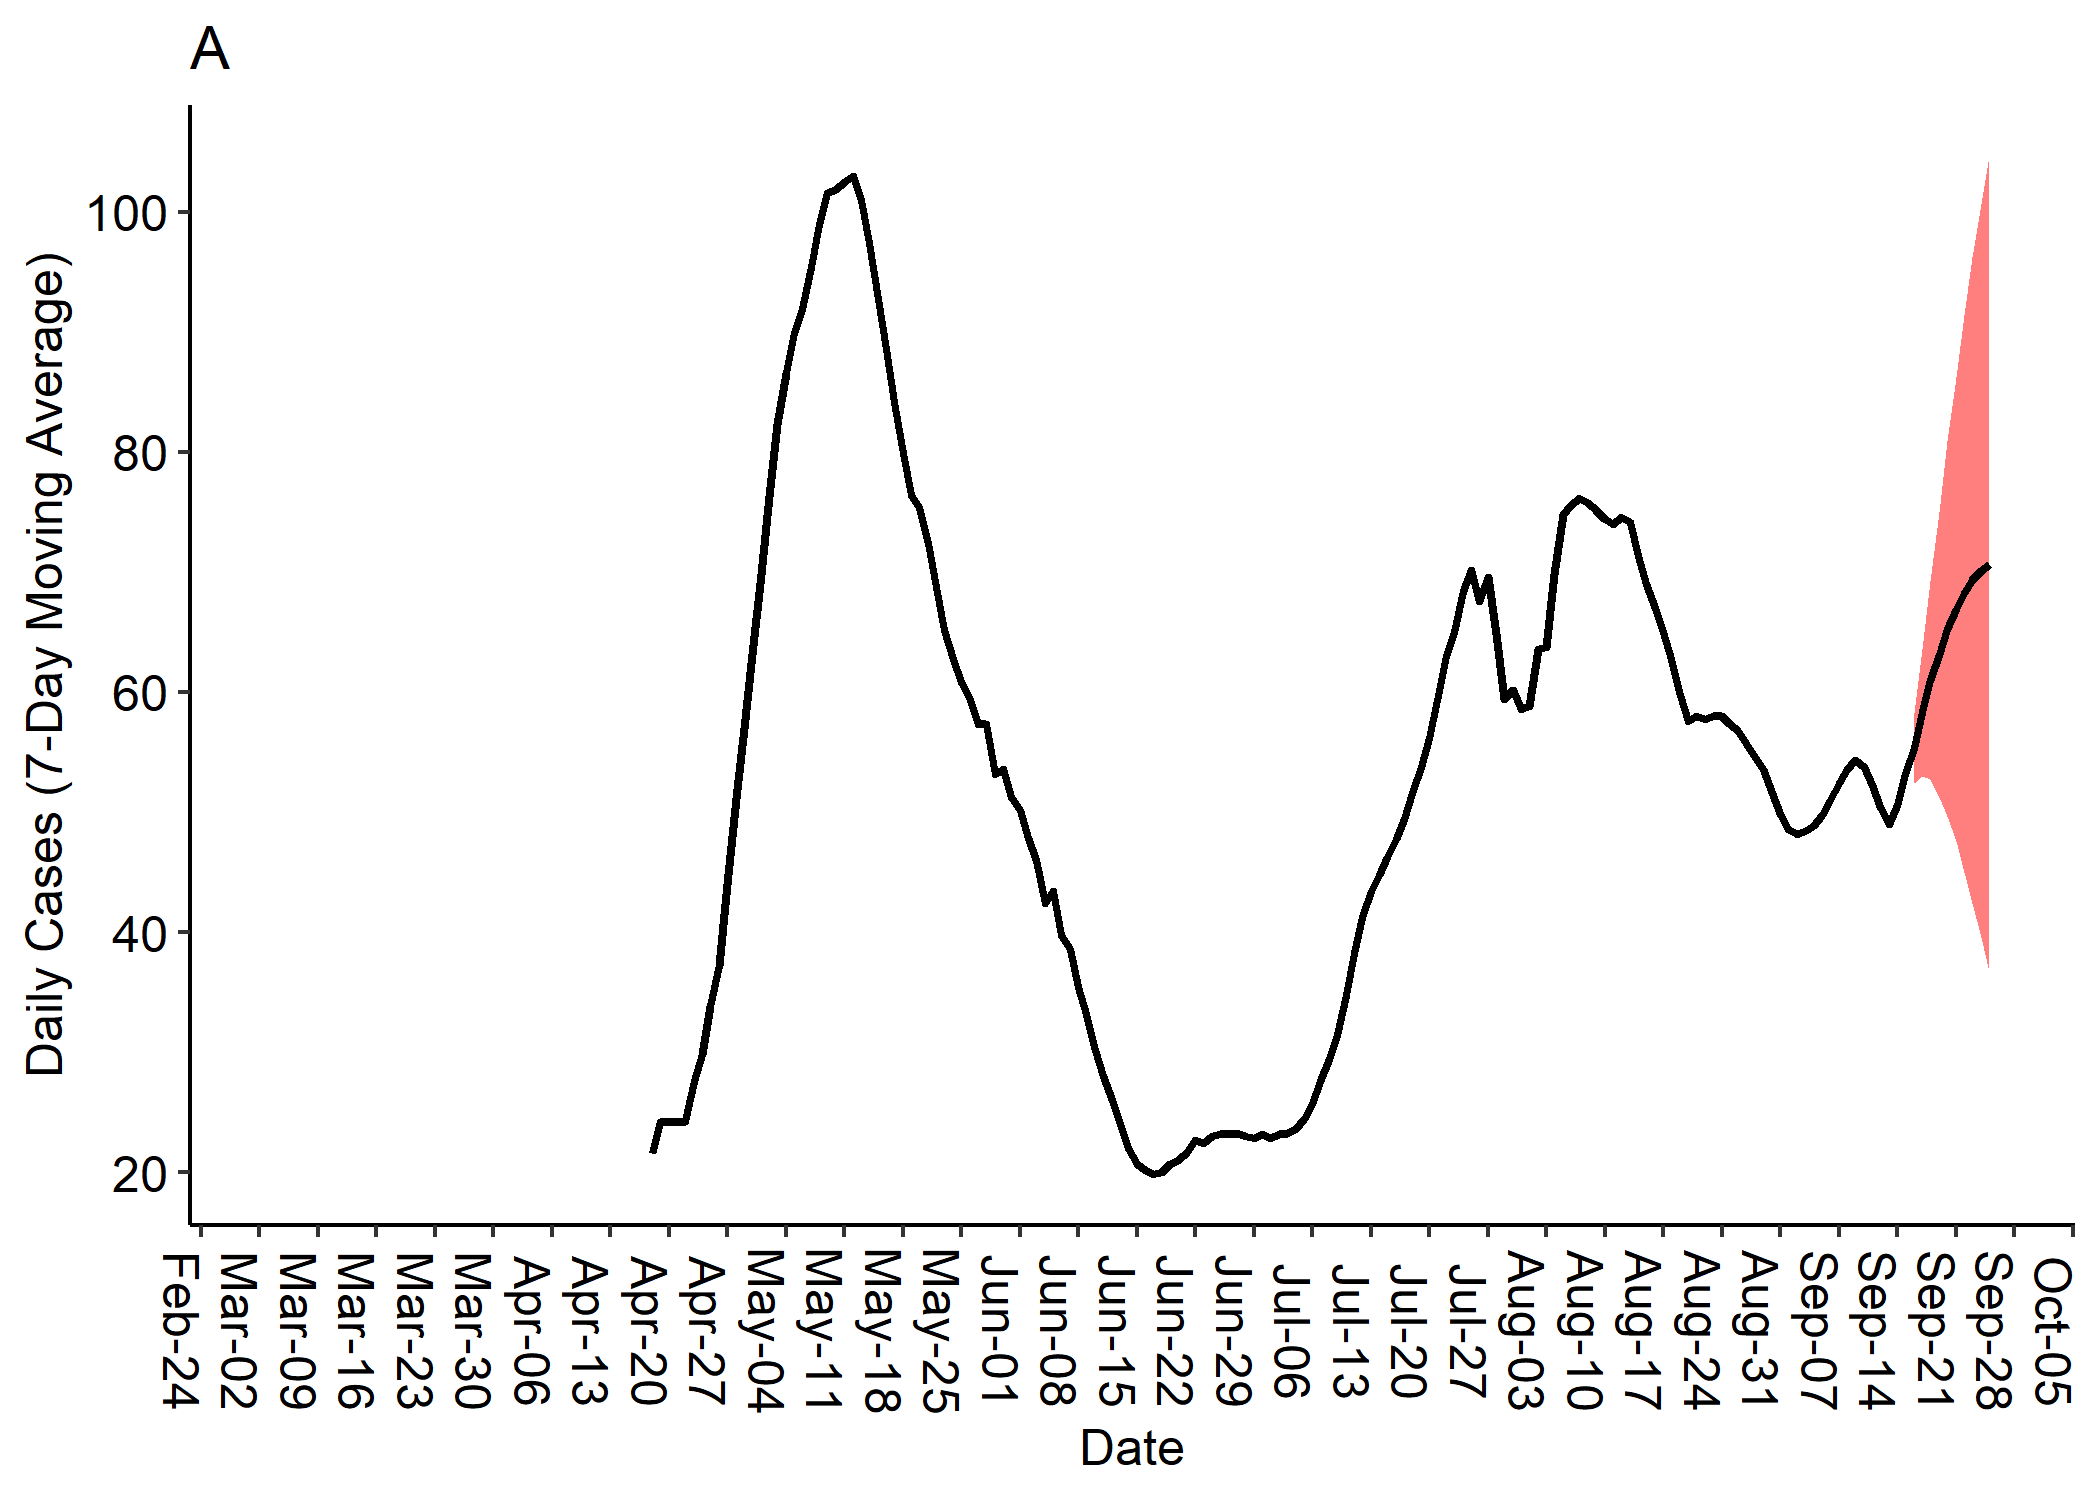 A
Daily Cases (7-Day Moving Average)
100
80
60
40
20
Feb-24
Mar-02
Mar-09
Mar-16
Mar-23
Mar-30
Apr-06
Apr-13
Apr-20
Apr-27
May-04
May-11
May-18
May-25
Jun-01
Jun-08
Jun-15
Jun-22
Jun-29
Jul-06
Jul-13
Jul-20
Jul-27
Aug-03
Aug-10
Aug-17
Aug-24
Aug-31
Sep-07
Sep-14
Sep-21
Sep-28
Oct-05
Date